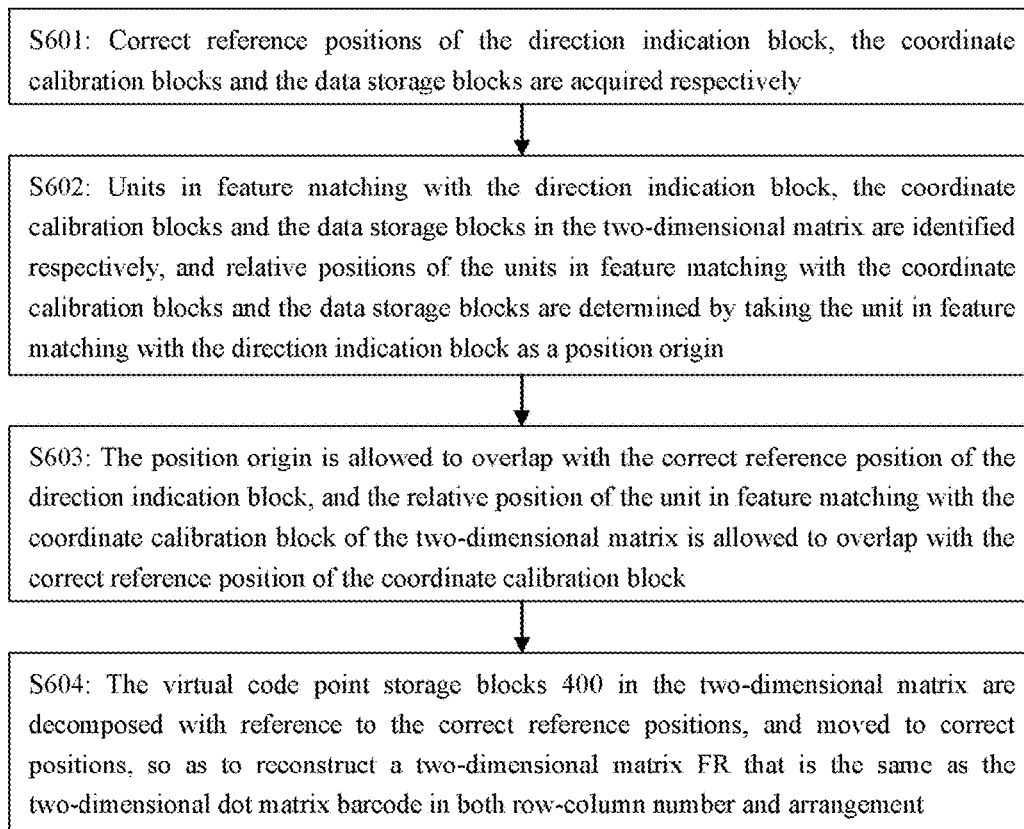 S601: Correct reference positions of the direction indication block, the coordinate
calibration blocks and the data storage blocks are acquired respectively
S602: Units in feature matching with the direction indication block, the coordinate
calibration blocks and the data storage blocks in the two-dimensional matrix are identified
respectively, and relative positions of the units in feature matching with the coordinate
calibration blocks and the data storage blocks are determined by taking the unit in feature
matching with the direction indication block as a position origin
S603: The position origin is allowed to overlap with the correct reference position of the
direction indication block, and the relative position of the unit in feature matching with the
coordinate calibration block of the two-dimensional matrix is allowed to overlap with the
correct reference position of the coordinate calibration block
S604: The virtual code point storage blocks 400 in the two-dimensional matrix are
decomposed with reference to the correct reference positions, and moved to correct
positions, so as to reconstruct a two-dimensional matrix FR that is the same as the
two-dimensional dot matrix barcode in both row-column number and arrangement